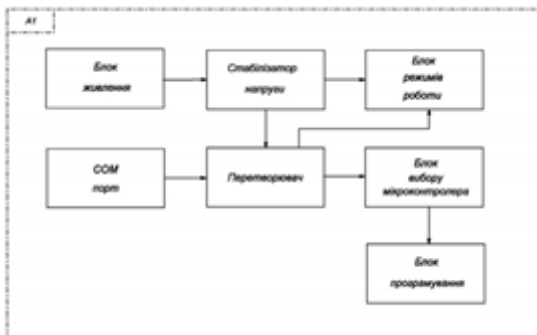 А1
Блок
живлення
Стабілізатор
напруги
Блок
режимів
роботи
СОМ
порт
Перетворювач
Блок
вибору
мікроконтролера
Блок
програмування